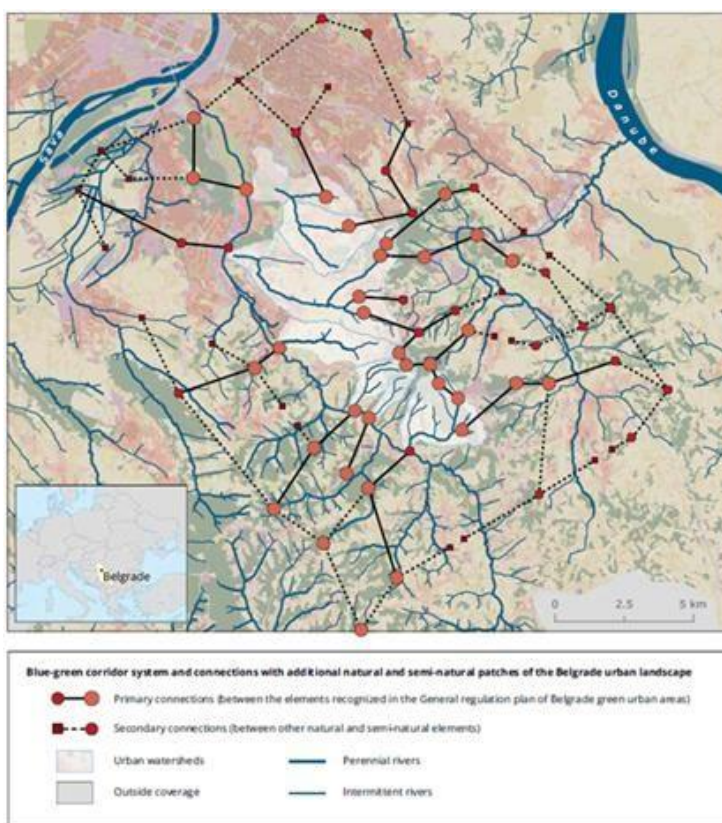 Sava
Danube
Belgrade
0 2.5 5 km
Blue-green corridor system and connections with additional natural and semi-natural patches of the Belgrade urban landscape
Primary connections (between the elements recognized in the General regulation plan of Belgrade green urban areas)
Secondary connections (between other natural and semi-natural elements)
Urban watersheds
Perennial rivers
Outside coverage
Intermittent rivers